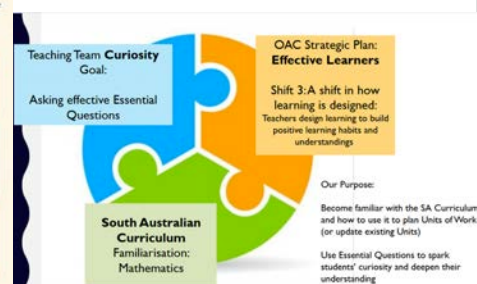 Teaching Team Curiosity
Goal:
Asking effective Essential
Questions
OAC Strategic Plan:
Effective Learners
Shift 3: A shift in how
learning is designed:
Teachers design learning to build
positive learning habits and
understandings
South Australian
Curriculum
Familiarisation:
Mathematics
Our Purpose:
Become familiar with the SA Curriculum
and how to use it to plan Units of Work
(or update existing Units)
Use Essential Questions to spark
students' curiosity and deepen their
understanding